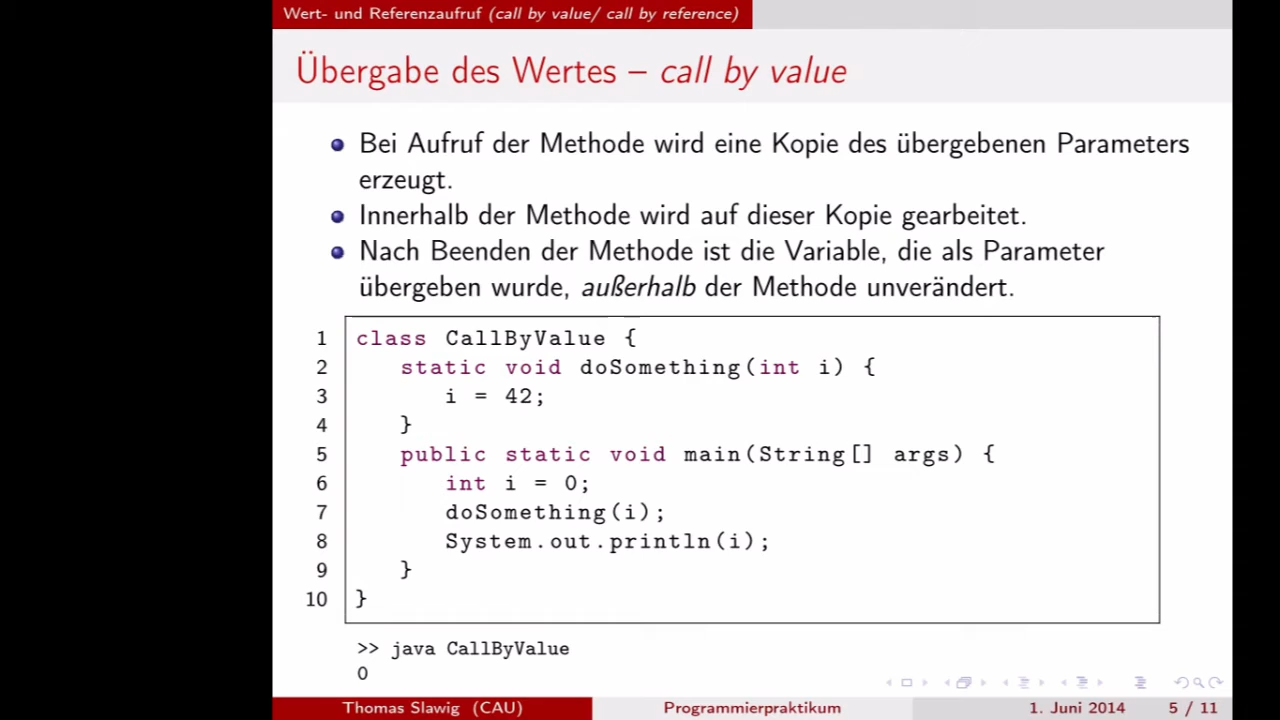 Wert- und Referenzaufruf (call by value/ call by reference)
Übergabe des Wertes – call by value
Bei Aufruf der Methode wird eine Kopie des übergebenen Parameters
erzeugt.
Innerhalb der Methode wird auf dieser Kopie gearbeitet.
Nach Beenden der Methode ist die Variable, die als Parameter
übergeben wurde, außerhalb der Methode unverändert.
1 class CallByValue {
2 static void doSomething(int i) {
3 i = 42;
4 }
5 public static void main(String[] args) {
6 int i = 0;
7 doSomething(i);
8 System.out.println(i);
9 }
10 }
>> java CallByValue
0
Thomas Slawig (CAU) Programmierpraktikum 1. Juni 2014 5 / 11